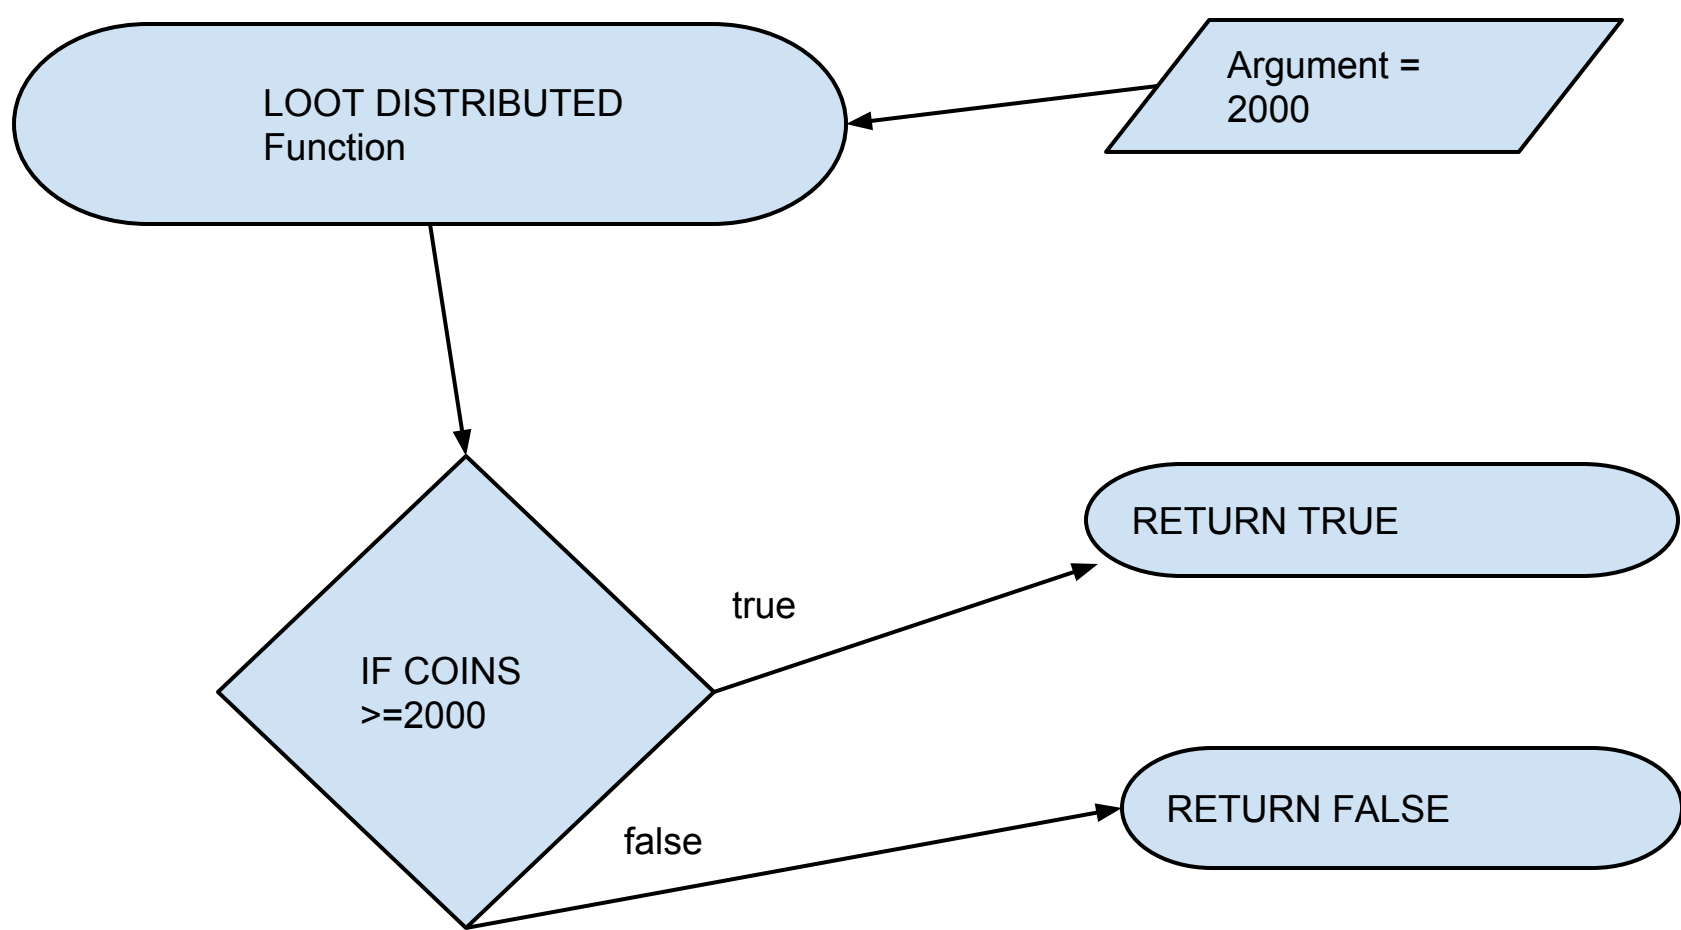 LOOT DISTRIBUTED
Function
Argument =
2000
RETURN TRUE
true
IF COINS
>=2000
RETURN FALSE
false